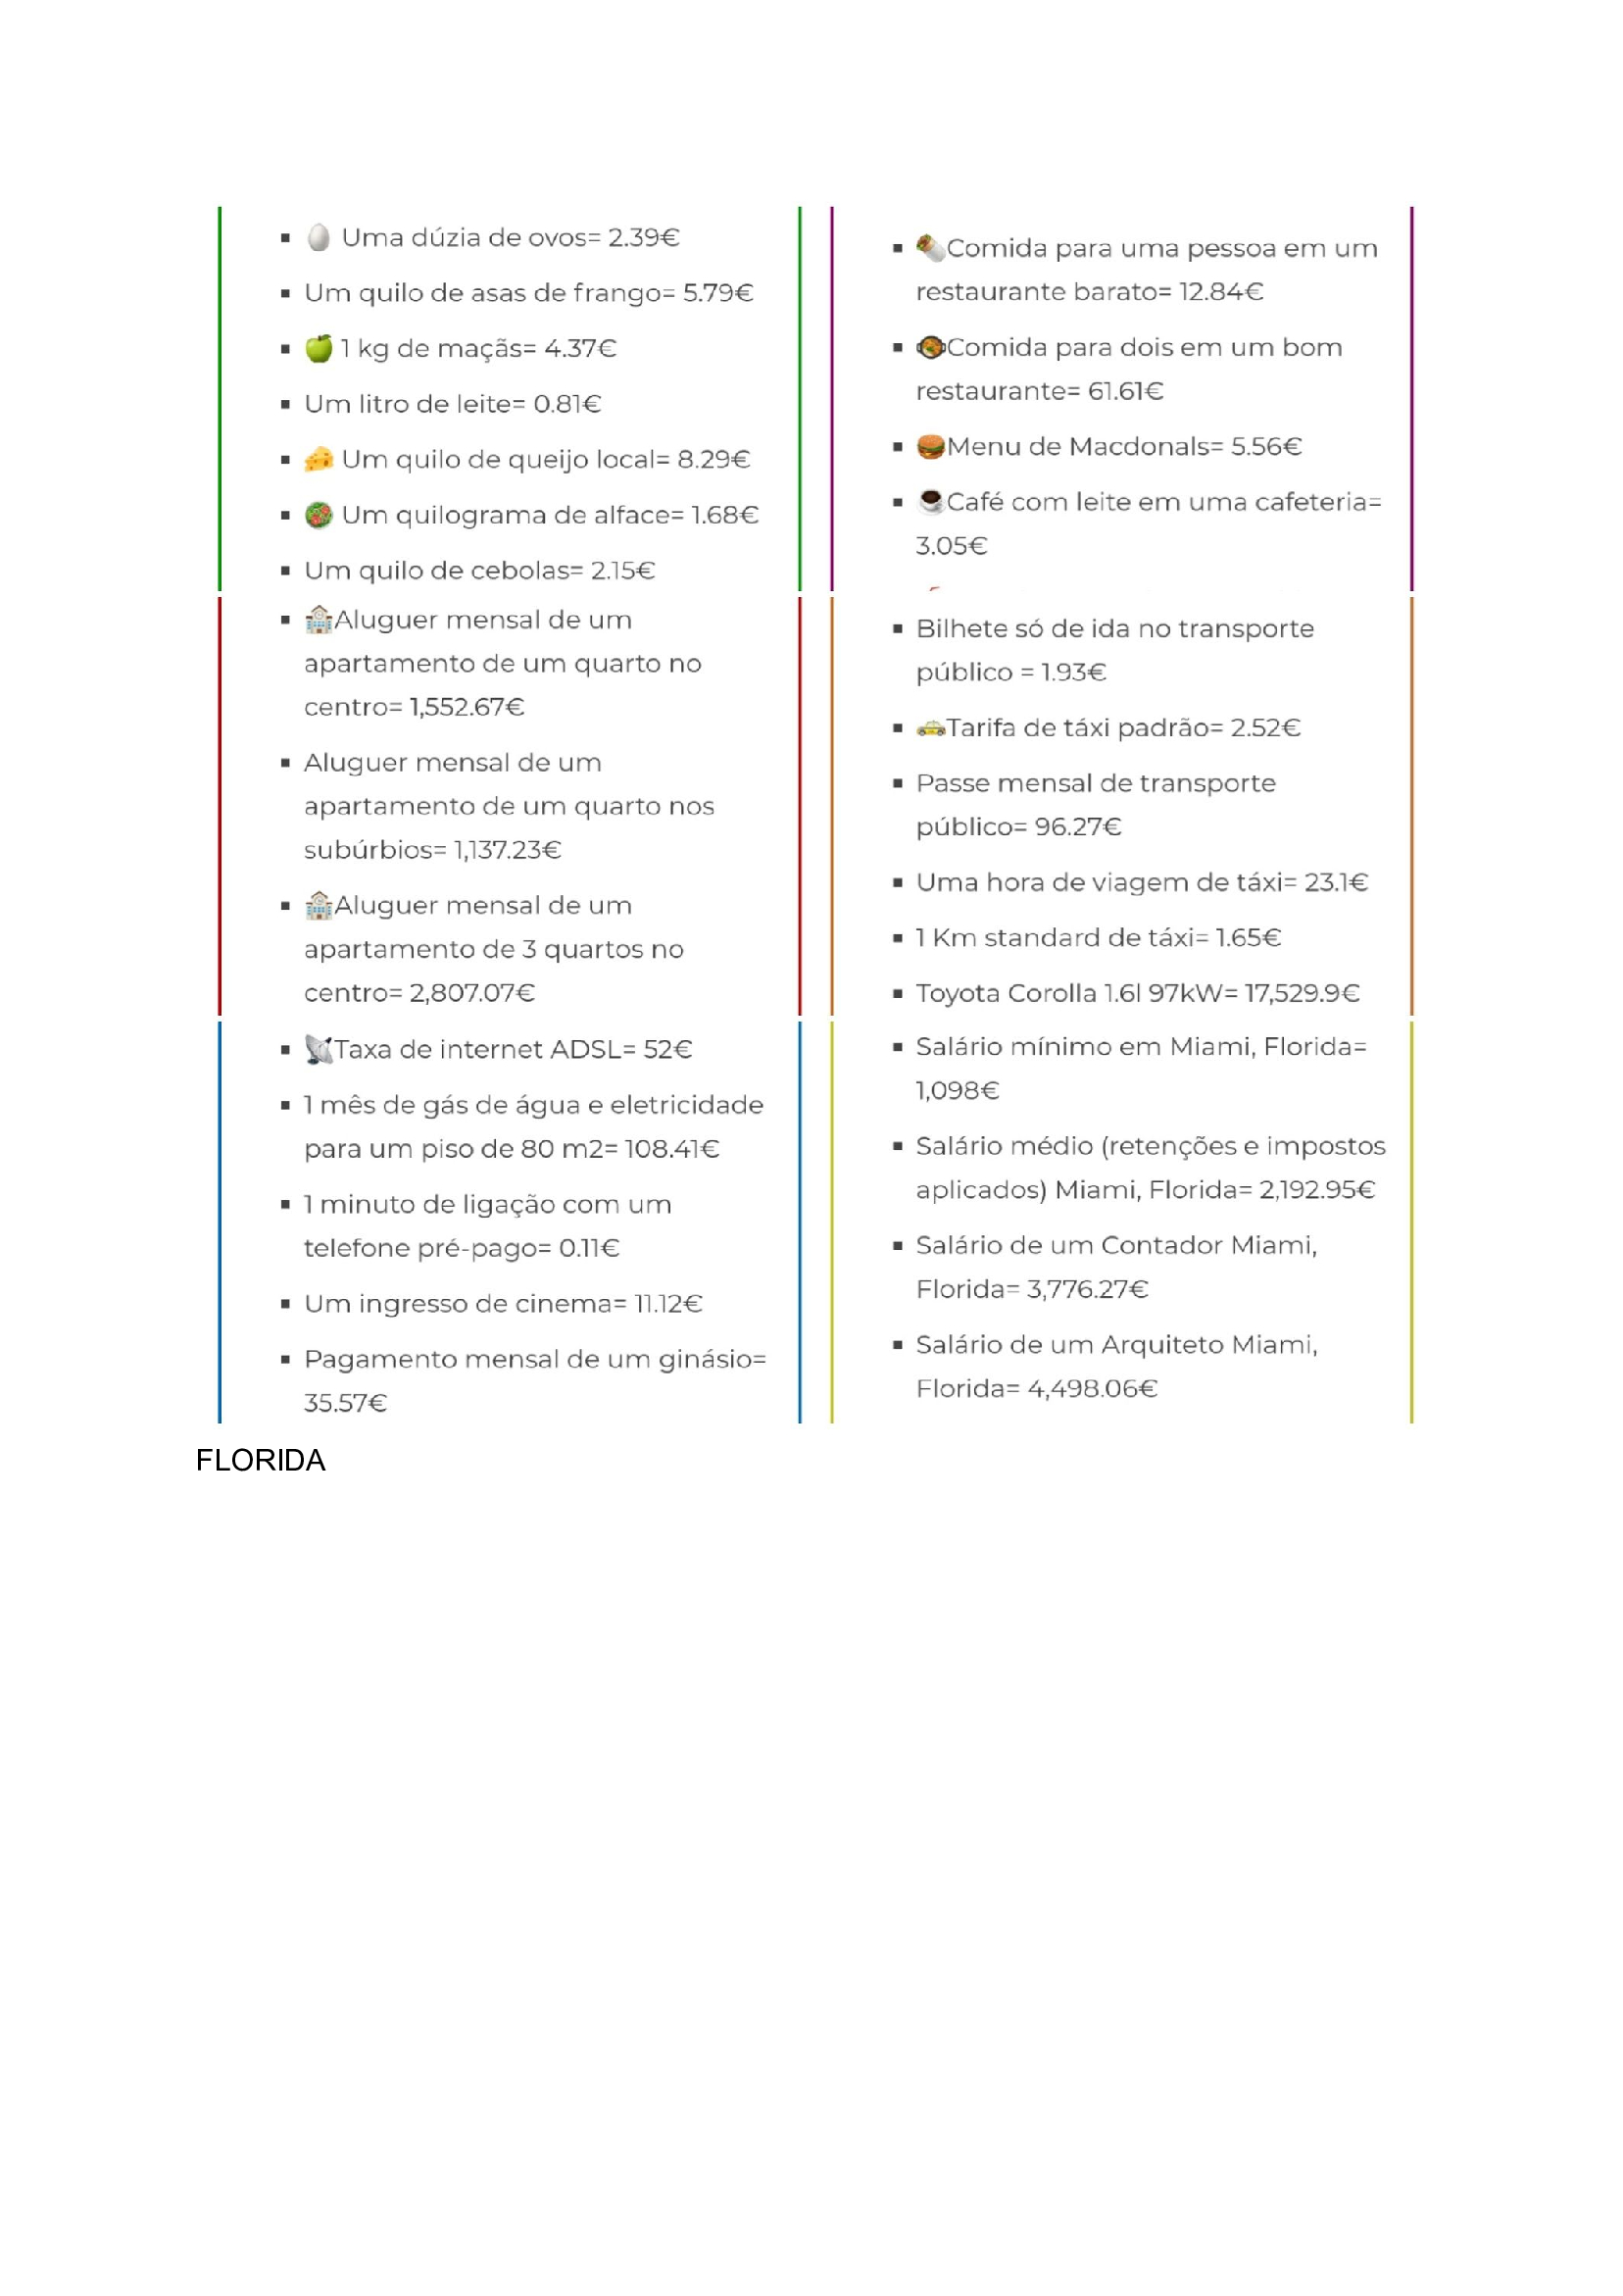 Uma dúzia de ovos= 2.39€
Um quilo de asas de frango= 5.79€
1 kg de maçãs= 4.37€
Um litro de leite= 0.81€
Um quilo de queijo local= 8.29€
Um quilograma de alface= 1.68€
Um quilo de cebolas= 2.15€
Comida para uma pessoa em um
restaurante barato= 12.84€
Comida para dois em um bom
restaurante= 61.61€
Menu de Macdonals= 5.56€
Café com leite em uma cafeteria=
3.05€
Aluguer mensal de um
apartamento de um quarto no
centro= 1,552.67€
Aluguer mensal de um
apartamento de um quarto nos
subúrbios= 1,137.23€
Aluguer mensal de um
apartamento de 3 quartos no
centro= 2,807.07€
Bilhete só de ida no transporte
público = 1.93€
Tarifa de táxi padrão= 2.52€
Passe mensal de transporte
público= 96.27€
Uma hora de viagem de táxi= 23.1€
1 Km standard de táxi= 1.65€
Toyota Corolla 1.6l 97kW= 17,529.9€
Taxa de internet ADSL= 52€
1 mês de gás de água e eletricidade
para um piso de 80 m2= 108.41€
1 minuto de ligação com um
telefone pré-pago= 0.11€
Um ingresso de cinema= 11.12€
Pagamento mensal de um ginásio=
35.57€
Salário mínimo em Miami, Florida=
1,098€
Salário médio (retenções e impostos
aplicados) Miami, Florida= 2,192.95€
Salário de um Contador Miami,
Florida= 3,776.27€
Salário de um Arquiteto Miami,
Florida= 4,498.06€
FLORIDA